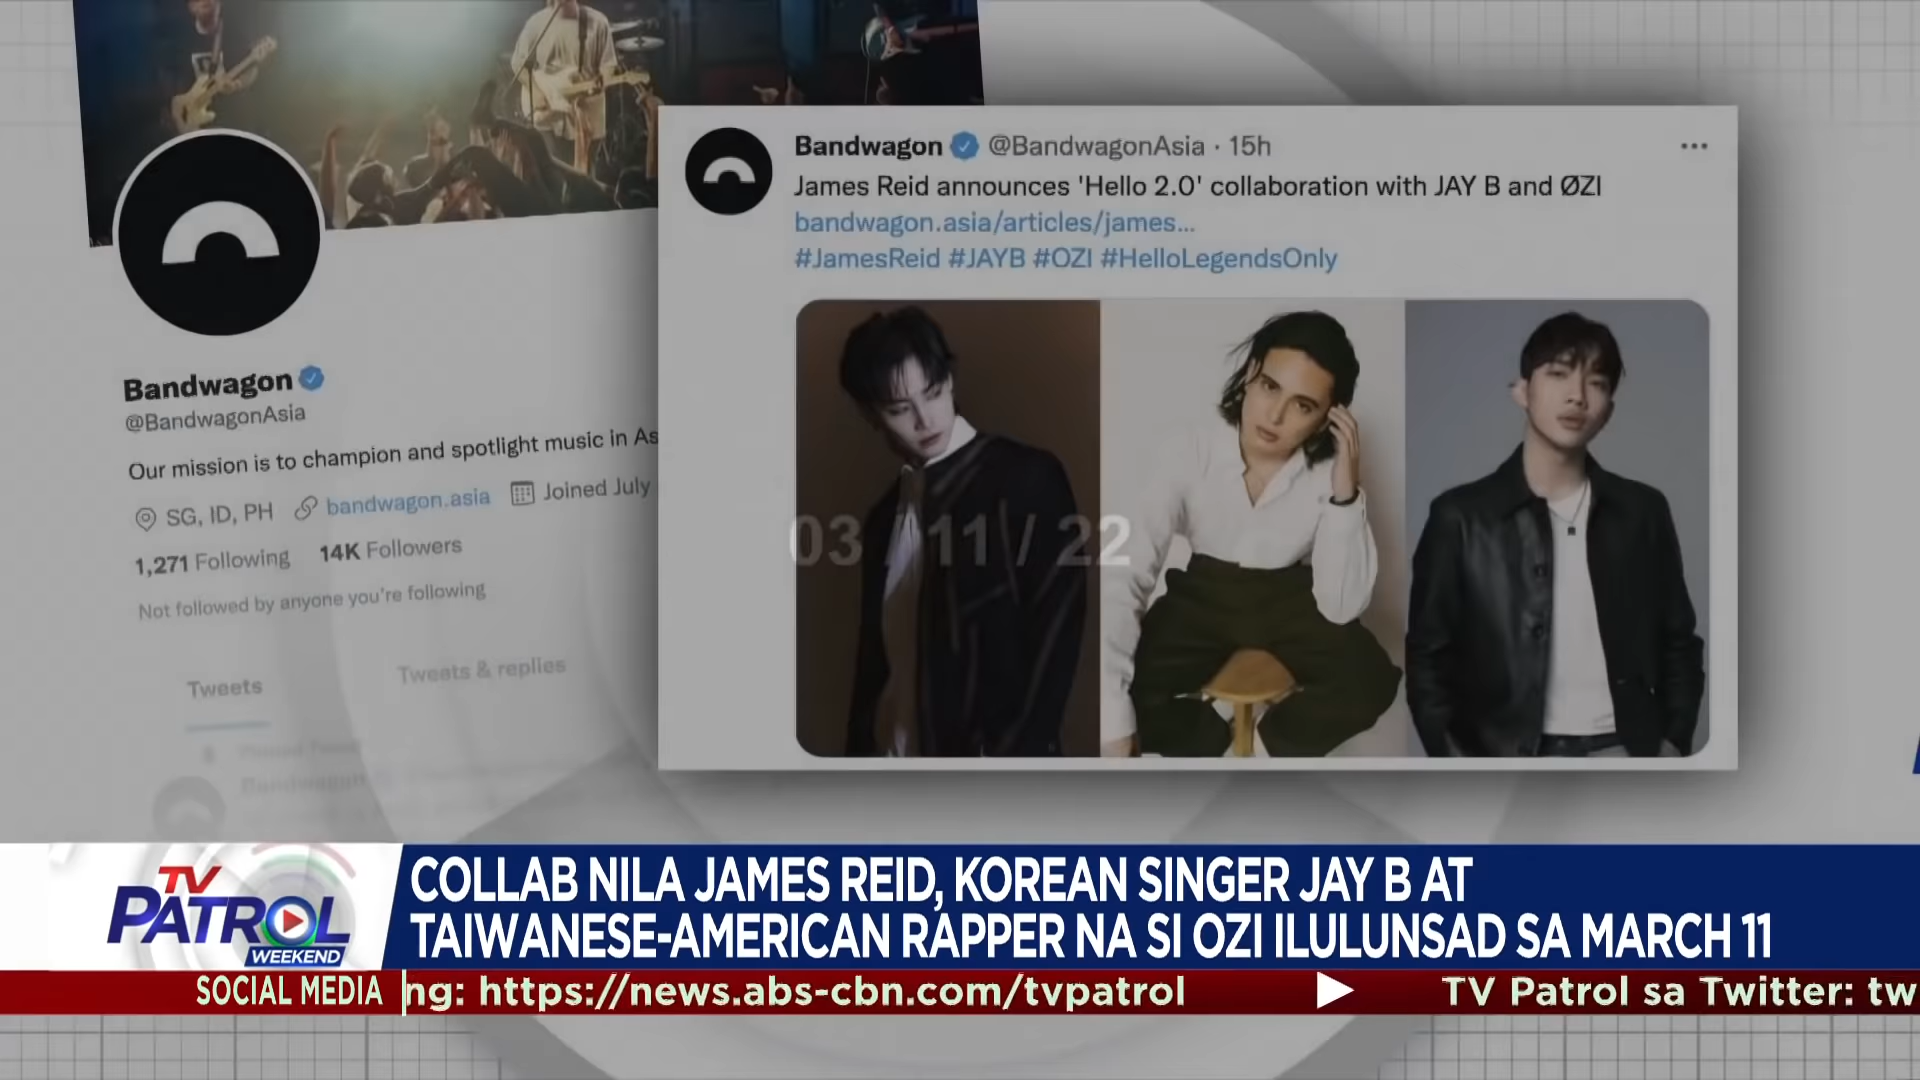 Bandwagon @BandwagonAsia · 15h
James Reid announces 'Hello 2.0' collaboration with JAY B and ØZI
bandwagon.asia/articles/james...
#JamesReid #JAYB #OZI #HelloLegendsOnly
03 / 11 / 22
Bandwagon
@BandwagonAsia
Our mission is to champion and spotlight music in As
SG, ID, PH bandwagon.asia Joined July
1,271 Following 14K Followers
Not followed by anyone you're following
Tweets Tweets & replies
Pinned Tweet
Bandwagon
TV PATROL WEEKEND
COLLAB NILA JAMES REID, KOREAN SINGER JAY B AT
TAIWANESE-AMERICAN RAPPER NA SI OZI ILULUNSAD SA MARCH 11
SOCIAL MEDIA ng: https://news.abs-cbn.com/tvpatrol TV Patrol sa Twitter: tw